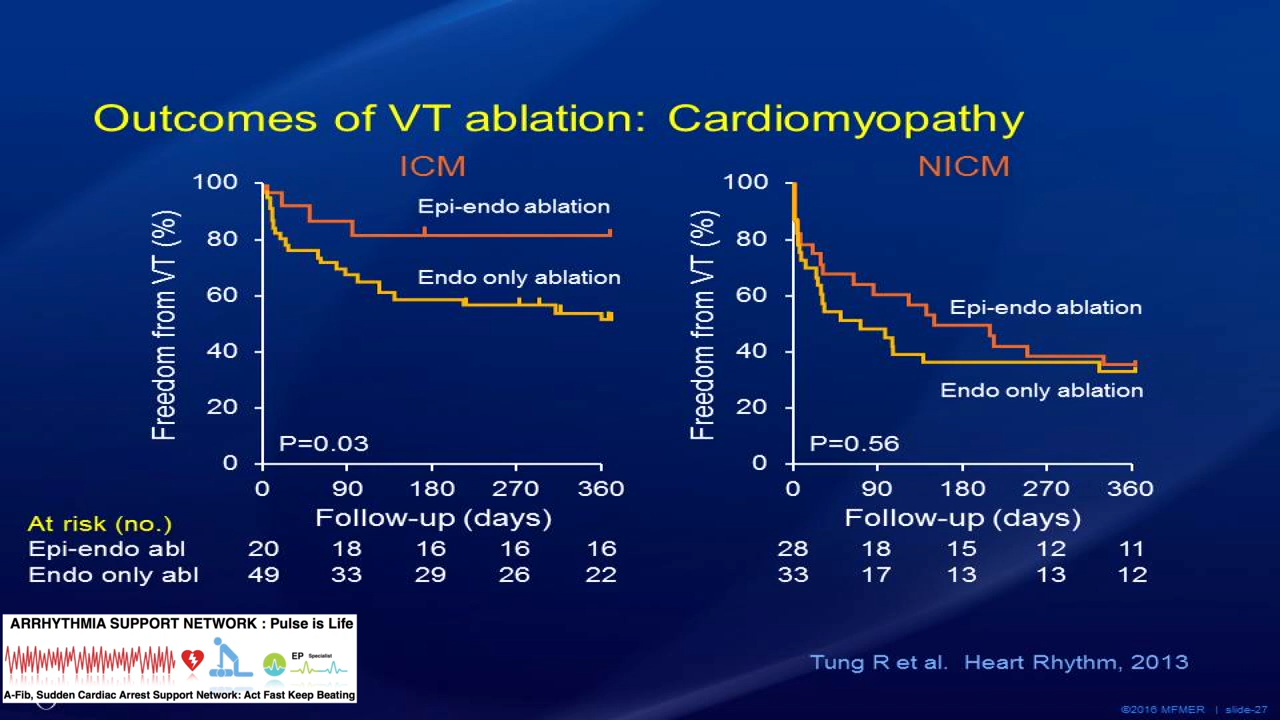 Outcomes of VT ablation: Cardiomyopathy
ICM
100
80
60
40
20
0
Freedom from VT (%)
Epi-endo ablation
Endo only ablation
P=0.03
0 90 180 270 360
Follow-up (days)
NICM
100
80
60
40
20
0
Freedom from VT (%)
Epi-endo ablation
Endo only ablation
P=0.56
0 90 180 270 360
Follow-up (days)
At risk (no.)
Epi-endo abl 20 18 16 16 16 28 18 15 12 11
Endo only abl 49 33 29 26 22 33 17 13 13 12
ARRHYTHMIA SUPPORT NETWORK : Pulse is Life
EP Specialist
A-Fib, Sudden Cardiac Arrest Support Network: Act Fast Keep Beating
Tung R et al. Heart Rhythm, 2013
©2016 MFMER | slide-27